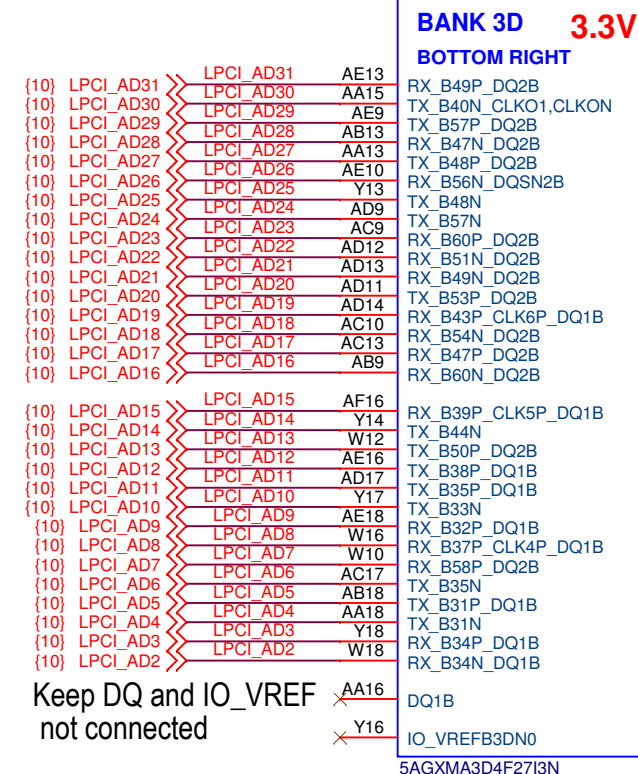 BANK 3D 3.3V
BOTTOM RIGHT
{10} LPCI_AD31 LPCI_AD31 AE13 RX_B49P_DQ2B
{10} LPCI_AD30 LPCI_AD30 AA15 TX_B40N_CLKO1,CLKON
{10} LPCI_AD29 LPCI_AD29 AE9 TX_B57P_DQ2B
{10} LPCI_AD28 LPCI_AD28 AB13 RX_B47N_DQ2B
{10} LPCI_AD27 LPCI_AD27 AA13 TX_B48P_DQ2B
{10} LPCI_AD26 LPCI_AD26 AE10 RX_B56N_DQSN2B
{10} LPCI_AD25 LPCI_AD25 Y13 TX_B48N
{10} LPCI_AD24 LPCI_AD24 AD9 TX_B57N
{10} LPCI_AD23 LPCI_AD23 AC9 RX_B60P_DQ2B
{10} LPCI_AD22 LPCI_AD22 AD12 RX_B51N_DQ2B
{10} LPCI_AD21 LPCI_AD21 AD13 RX_B49N_DQ2B
{10} LPCI_AD20 LPCI_AD20 AD11 TX_B53P_DQ2B
{10} LPCI_AD19 LPCI_AD19 AD14 RX_B43P_CLK6P_DQ1B
{10} LPCI_AD18 LPCI_AD18 AC10 RX_B54N_DQ2B
{10} LPCI_AD17 LPCI_AD17 AC13 RX_B47P_DQ2B
{10} LPCI_AD16 LPCI_AD16 AB9 RX_B60N_DQ2B
{10} LPCI_AD15 LPCI_AD15 AF16 RX_B39P_CLK5P_DQ1B
{10} LPCI_AD14 LPCI_AD14 Y14 TX_B44N
{10} LPCI_AD13 LPCI_AD13 W12 TX_B50P_DQ2B
{10} LPCI_AD12 LPCI_AD12 AE16 TX_B38P_DQ1B
{10} LPCI_AD11 LPCI_AD11 AD17 TX_B35P_DQ1B
{10} LPCI_AD10 LPCI_AD10 Y17 TX_B33N
{10} LPCI_AD9 LPCI_AD9 AE18 RX_B32P_DQ1B
{10} LPCI_AD8 LPCI_AD8 W16 RX_B37P_CLK4P_DQ1B
{10} LPCI_AD7 LPCI_AD7 W10 RX_B58P_DQ2B
{10} LPCI_AD6 LPCI_AD6 AC17 TX_B35N
{10} LPCI_AD5 LPCI_AD5 AB18 TX_B31P_DQ1B
{10} LPCI_AD4 LPCI_AD4 AA18 TX_B31N
{10} LPCI_AD3 LPCI_AD3 Y18 RX_B34P_DQ1B
{10} LPCI_AD2 LPCI_AD2 W18 RX_B34N_DQ1B
Keep DQ and IO_VREF AA16 DQ1B
not connected Y16 IO_VREFB3DN0
5AGXMA3D4F27I3N